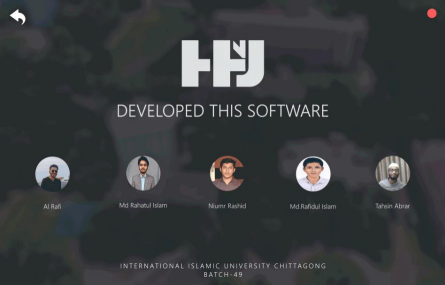 DEVELOPED THIS SOFTWARE
Al Rafi
Md Rahatul Islam
Niumr Rashid
Md.Rafidul Islam
Tahsin Abrar
INTERNATIONAL ISLAMIC UNIVERSITY CHITTAGONG
BATCH-49